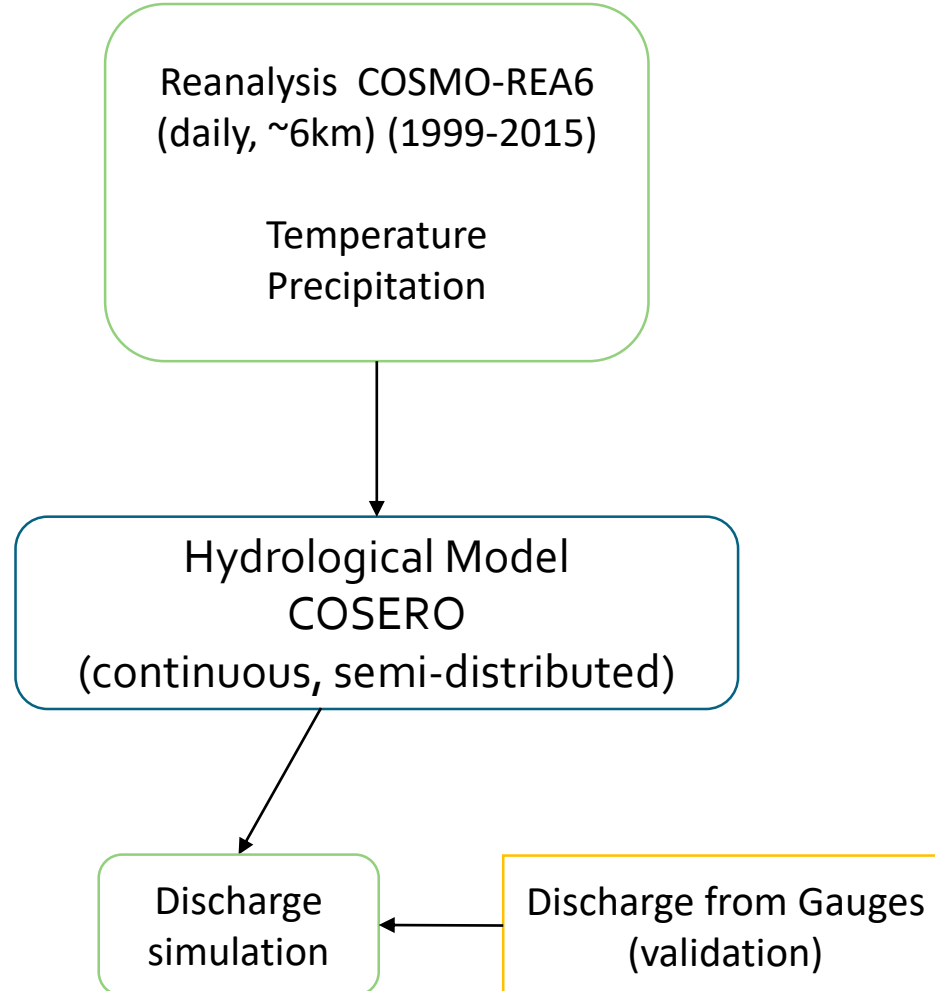 Reanalysis COSMO-REA6
(daily, ~6km) (1999-2015)
Temperature
Precipitation
Hydrological Model
COSERO
(continuous, semi-distributed)
Discharge
simulation
Discharge from Gauges
(validation)